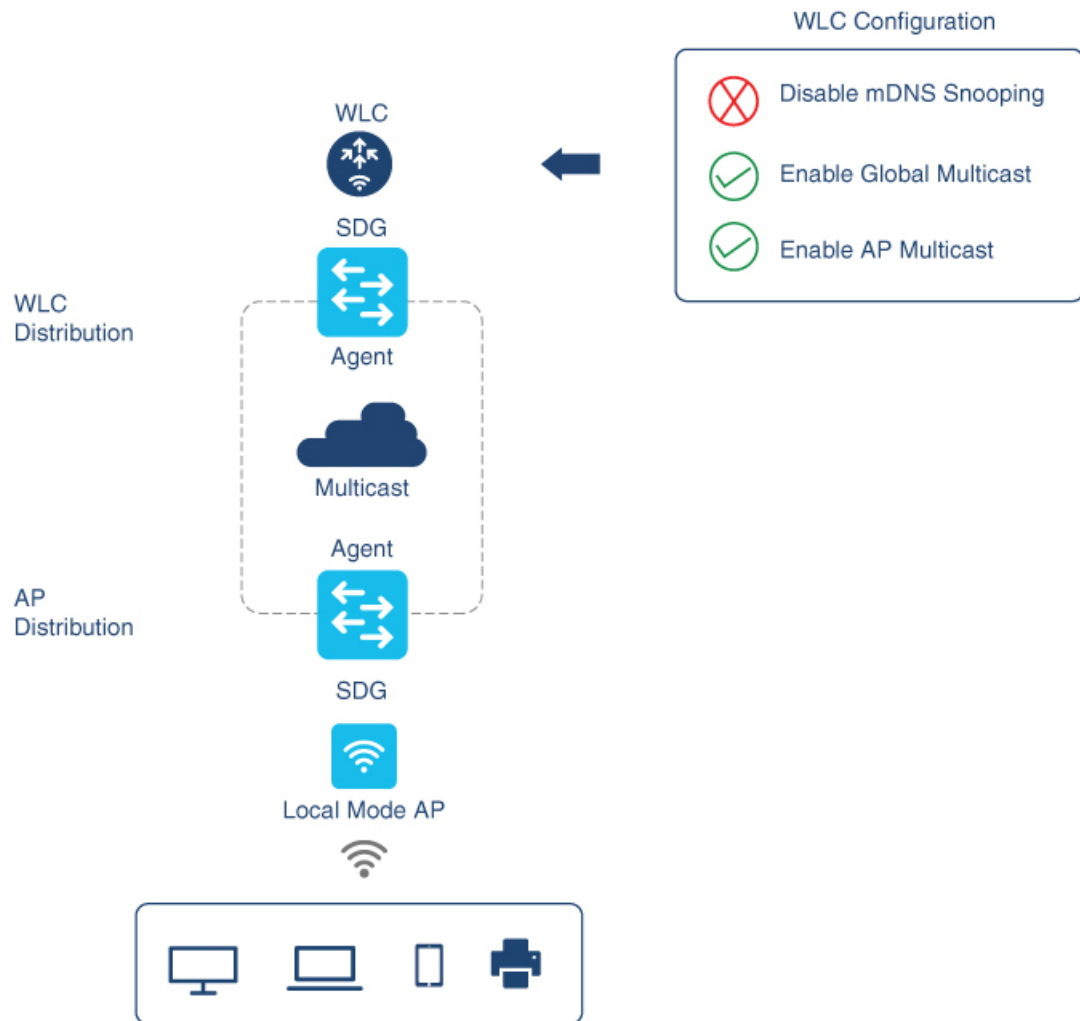 WLC Configuration
Disable mDNS Snooping
Enable Global Multicast
Enable AP Multicast
WLC
SDG
WLC
Distribution
Agent
Multicast
Agent
AP
Distribution
SDG
Local Mode AP